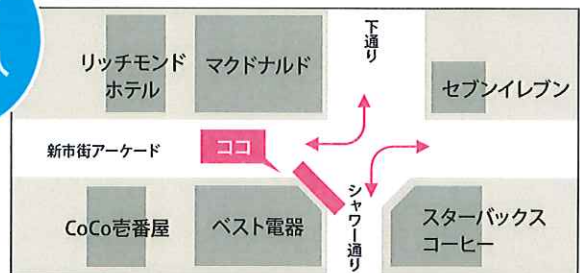 リッチモンド
ホテル
マクドナルド
下通り
セブンイレブン
新市街アーケード
ココ
CoCo壱番屋
ベスト電器
シャワー通り
スターバックス
コーヒー